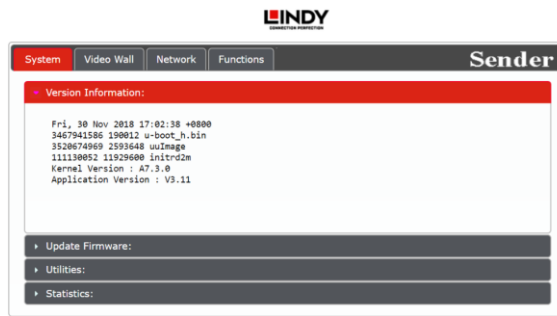 LINDY
CONNECTION PERFECTION
System
Video Wall
Network
Functions
Sender
Version Information:
Fri, 30 Nov 2018 17:02:38 +0800
3467941586 190012 u-boot_h.bin
3520674969 2593648 uuImage
111130052 11929600 initrd2m
Kernel Version : A7.3.0
Application Version : V3.11
Update Firmware:
Utilities:
Statistics: